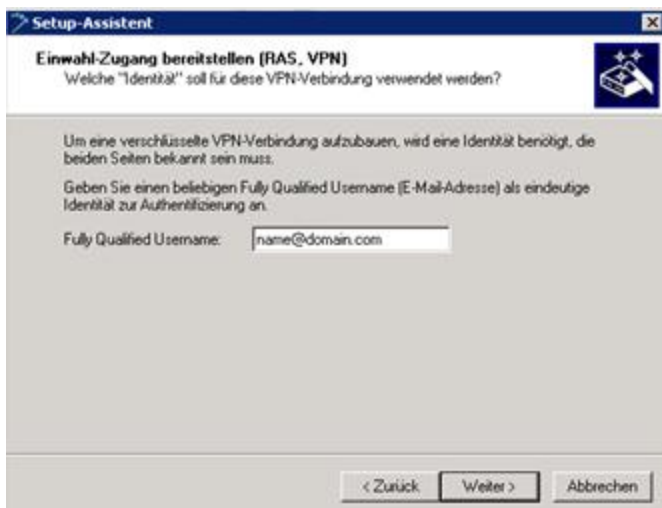 Setup-Assistent
Einwahl-Zugang bereitstellen (RAS, VPN)
Welche "Identität" soll für diese VPN-Verbindung verwendet werden?
Um eine verschlüsselte VPN-Verbindung aufzubauen, wird eine Identität benötigt, die
beiden Seiten bekannt sein muss.
Geben Sie einen beliebigen Fully Qualified Username (E-Mail-Adresse) als eindeutige
Identität zur Authentifizierung an.
Fully Qualified Username: name@domain.com
< Zurück Weiter > Abbrechen